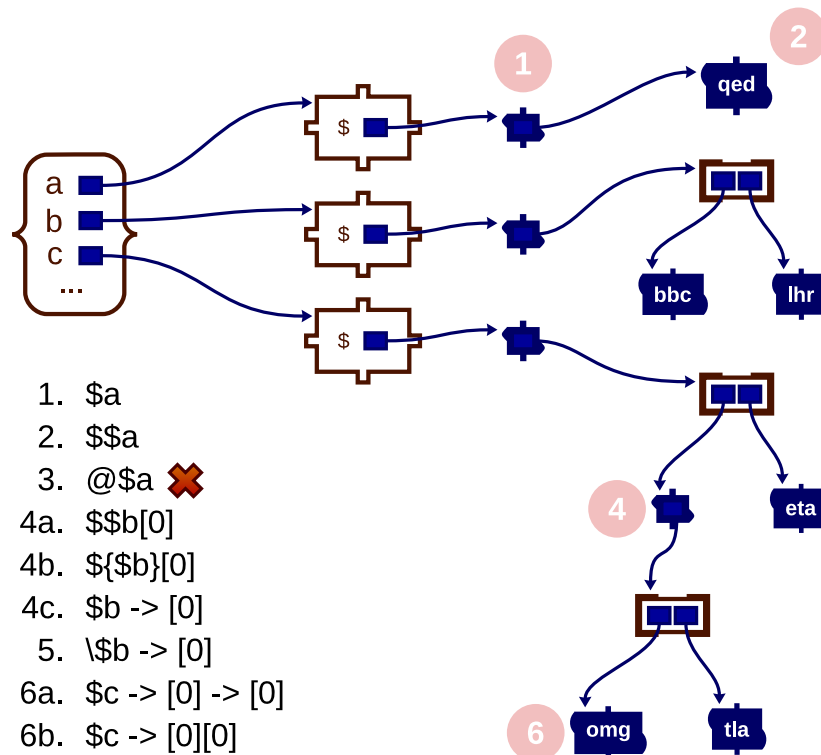 1
2
qed
$
a
$
b
c
...
bbc
lhr
$
1. $a
2. $$a
3. @$a
4a. $$b[0]
4
eta
4b. ${$b}[0]
4c. $b -> [0]
5. \$b -> [0]
6a. $c -> [0] -> [0]
6b. $c -> [0][0]
6
omg
tla